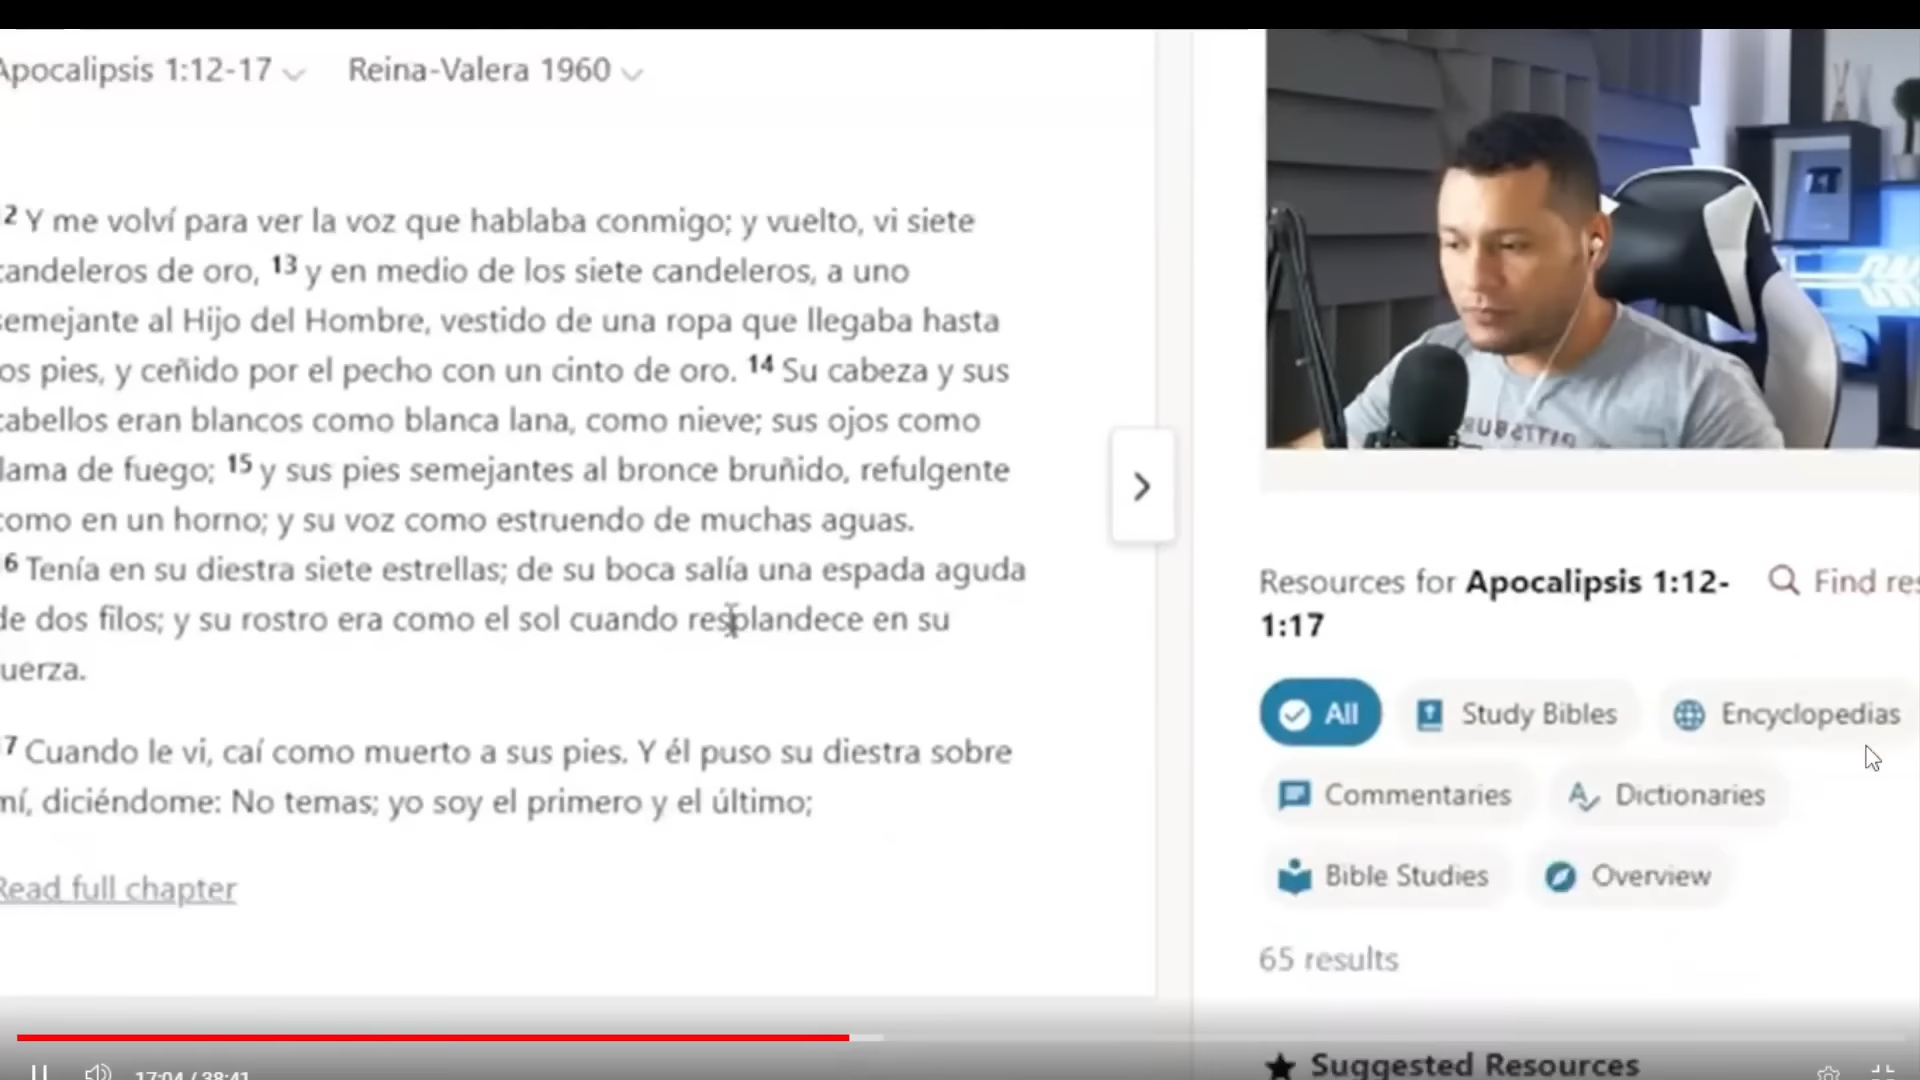 Apocalipsis 1:12-17 Reina-Valera 1960
2 Y me volví para ver la voz que hablaba conmigo; y vuelto, vi siete
candeleros de oro, 13 y en medio de los siete candeleros, a uno
semejante al Hijo del Hombre, vestido de una ropa que llegaba hasta
los pies, y ceñido por el pecho con un cinto de oro. 14 Su cabeza y sus
cabellos eran blancos como blanca lana, como nieve; sus ojos como
lama de fuego; 15 y sus pies semejantes al bronce bruñido, refulgente
como en un horno; y su voz como estruendo de muchas aguas.
6 Tenía en su diestra siete estrellas; de su boca salía una espada aguda
de dos filos; y su rostro era como el sol cuando resplandece en su
uerza.
7 Cuando le vi, caí como muerto a sus pies. Y él puso su diestra sobre
mí, diciéndome: No temas; yo soy el primero y el último;
Read full chapter
PITTSBUR
Resources for Apocalipsis 1:12-
1:17
Find res
All
Study Bibles
Encyclopedias
Commentaries
Dictionaries
Bible Studies
Overview
65 results
Suggested Resources
17:04 / 38:41